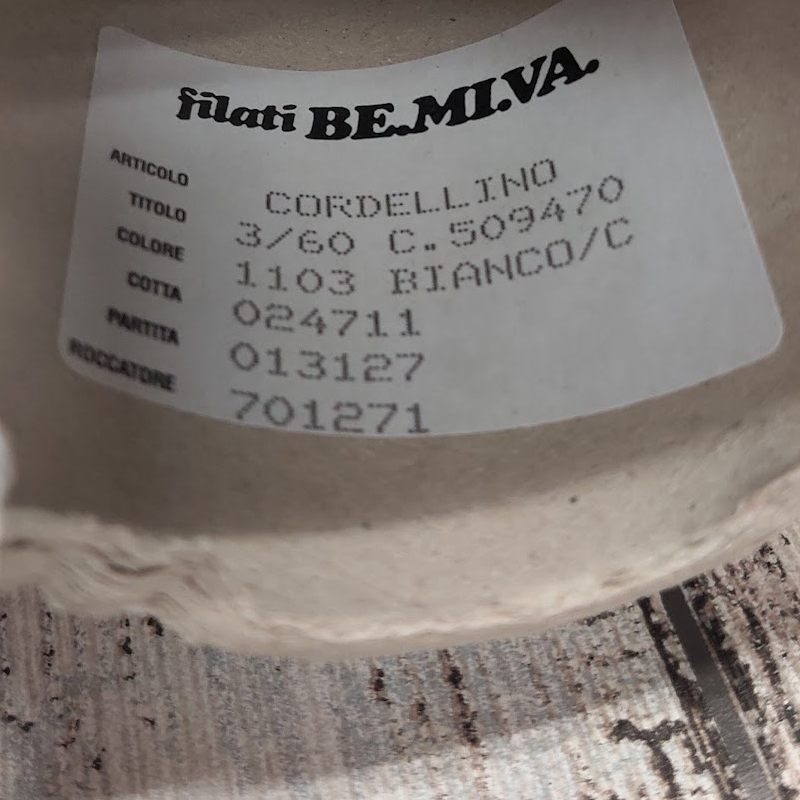 filati BE.MI.VA.
ARTICOLO CORDELLINO
TITOLO 3/60 C.509470
COLORE 1103 BIANCO/C
COTTA 024711
PARTITA 013127
ROCCATORE 701271